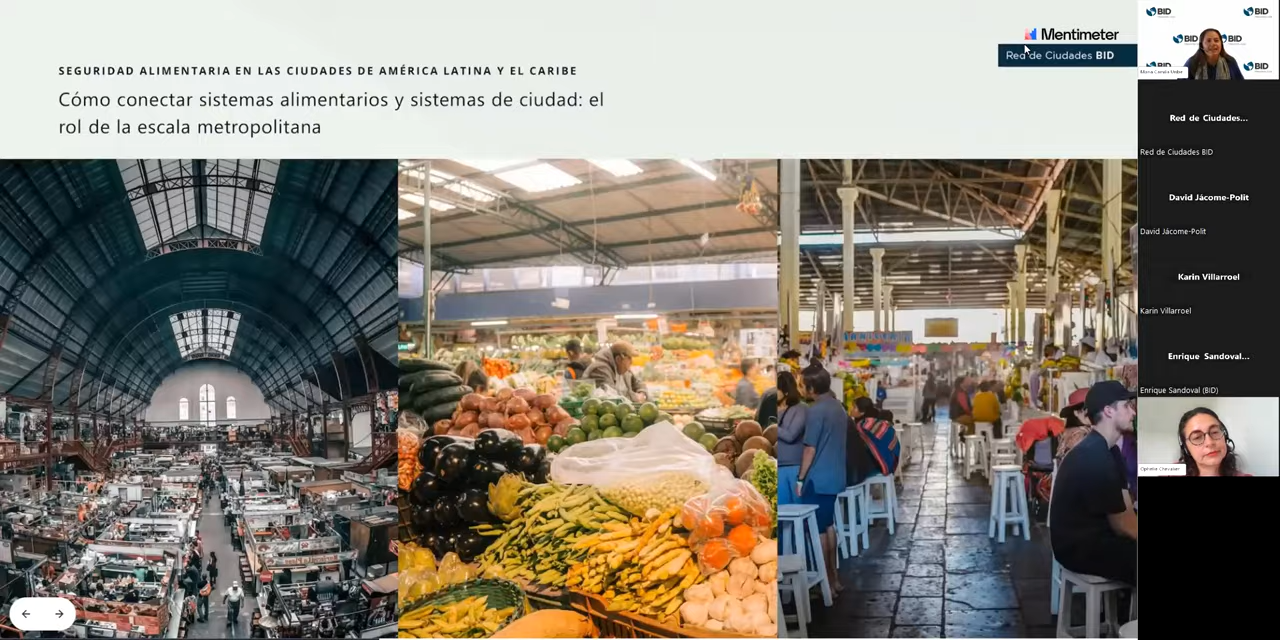 Mentimeter
Red de Ciudades BID
SEGURIDAD ALIMENTARIA EN LAS CIUDADES DE AMÉRICA LATINA Y EL CARIBE
Cómo conectar sistemas alimentarios y sistemas de ciudad: el
rol de la escala metropolitana
BID
BID
BID
BID
BID
BID
Red de Ciudades...
Red de Ciudades BID
David Jácome-Polit
David Jácome-Polit
Karin Villarroel
Karin Villarroel
Enrique Sandoval...
Enrique Sandoval (BID)